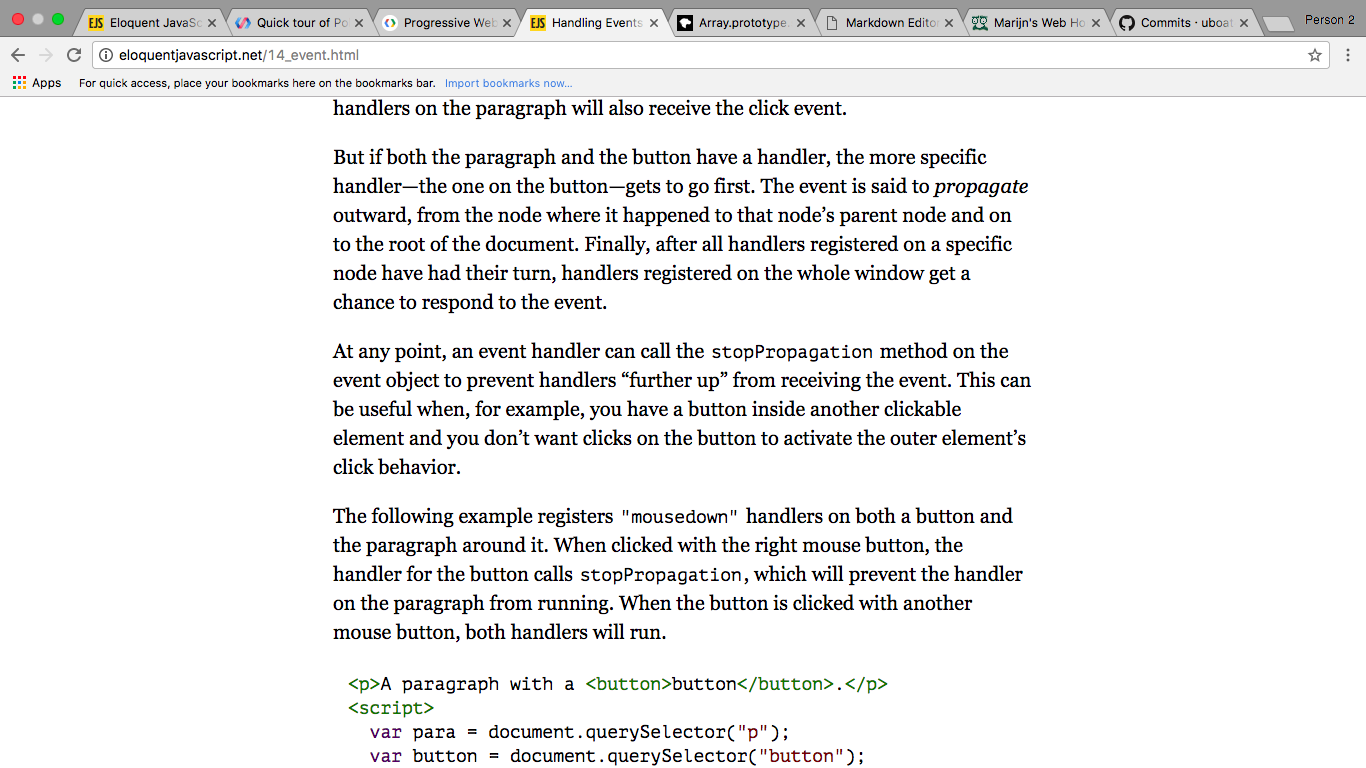 Eloquent JavaSc
Quick tour of Po
Progressive Web
Handling Events
Array.prototype.
Markdown Editor
Marijn's Web Ho
Commits · uboat
Person 2
eloquentjavascript.net/14_event.html
Apps
For quick access, place your bookmarks here on the bookmarks bar. Import bookmarks now...
handlers on the paragraph will also receive the click event.
But if both the paragraph and the button have a handler, the more specific
handler—the one on the button—gets to go first. The event is said to propagate
outward, from the node where it happened to that node’s parent node and on
to the root of the document. Finally, after all handlers registered on a specific
node have had their turn, handlers registered on the whole window get a
chance to respond to the event.
At any point, an event handler can call the stopPropagation method on the
event object to prevent handlers “further up” from receiving the event. This can
be useful when, for example, you have a button inside another clickable
element and you don’t want clicks on the button to activate the outer element’s
click behavior.
The following example registers "mousedown" handlers on both a button and
the paragraph around it. When clicked with the right mouse button, the
handler for the button calls stopPropagation, which will prevent the handler
on the paragraph from running. When the button is clicked with another
mouse button, both handlers will run.
<p>A paragraph with a <button>button</button>.</p>
<script>
var para = document.querySelector("p");
var button = document.querySelector("button");